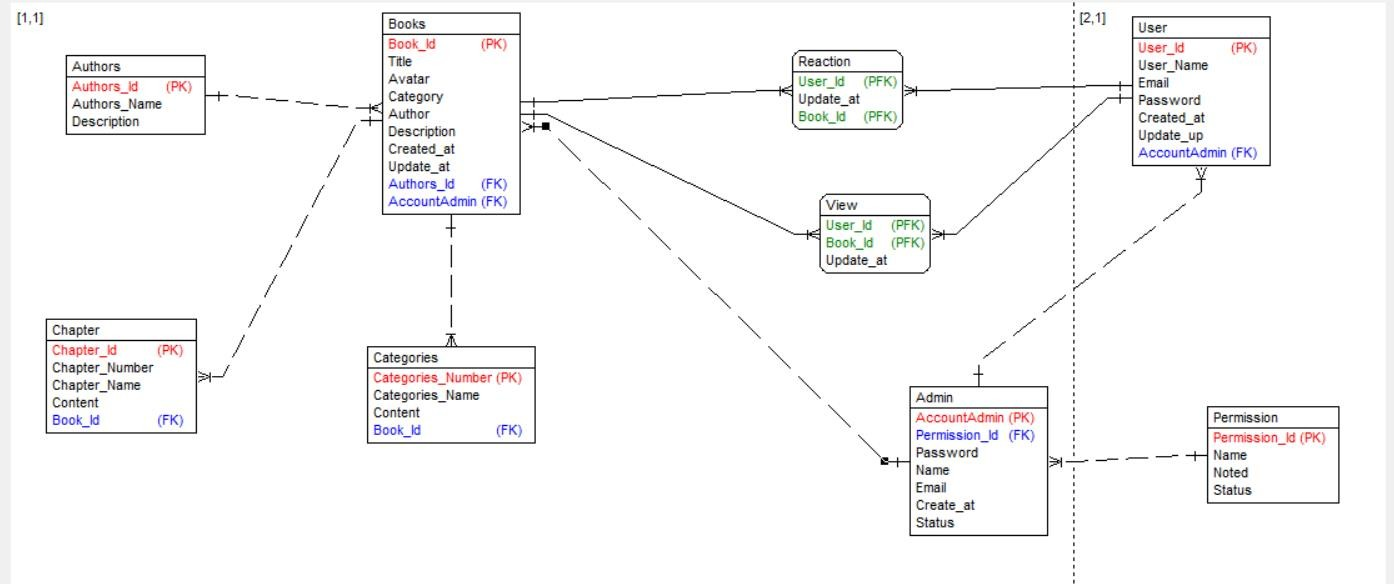 [1,1]
Authors
Authors_Id (PK)
Authors_Name
Description
Books
Book_Id (PK)
Title
Avatar
Category
Author
Description
Created_at
Update_at
Authors_Id (FK)
AccountAdmin (FK)
Reaction
User_Id (PFK)
Update_at
Book_Id (PFK)
[2,1]
User
User_Id (PK)
User_Name
Email
Password
Created_at
Update_up
AccountAdmin (FK)
View
User_Id (PFK)
Book_Id (PFK)
Update_at
Chapter
Chapter_Id (PK)
Chapter_Number
Chapter_Name
Content
Book_Id (FK)
Categories
Categories_Number (PK)
Categories_Name
Content
Book_Id (FK)
Admin
AccountAdmin (PK)
Permission_Id (FK)
Password
Name
Email
Create_at
Status
Permission
Permission_Id (PK)
Name
Noted
Status